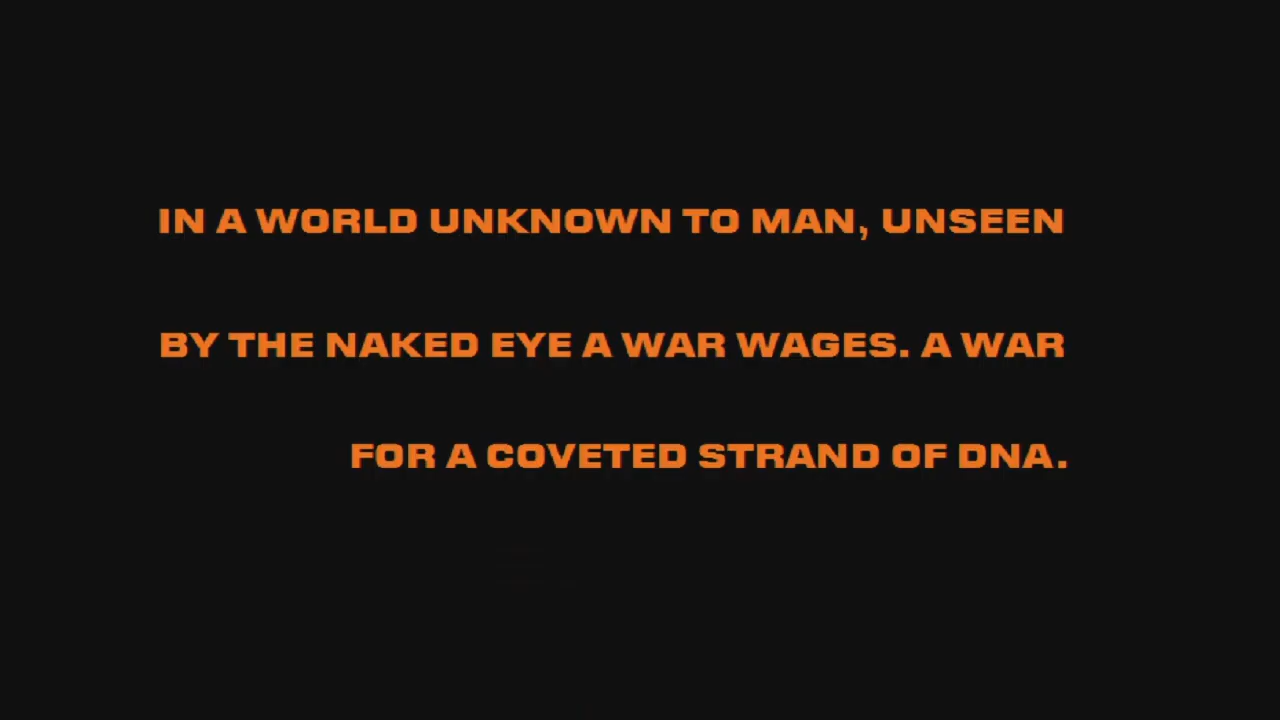 IN A WORLD UNKNOWN TO MAN, UNSEEN
BY THE NAKED EYE A WAR WAGES. A WAR
FOR A COVETED STRAND OF DNA.